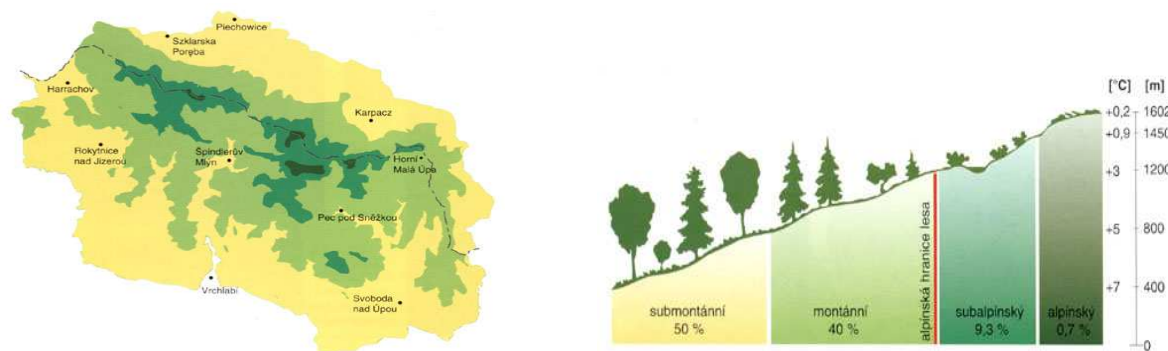 Piechowice
Szklarska
Poręba
Harrachov
Karpacz
Rokytnice
nad Jizerou
Špindlerův
Mlýn
Horní
Malá Úpa
Pec pod Sněžkou
Vrchlabí
Svoboda
nad Úpou
[°C] [m]
+0,2 1602
+0,9 1450
+3 1200
+5 800
+7 400
0
alpínská hranice lesa
submontánní
50 %
montánní
40 %
subalpínský
9,3 %
alpínský
0,7 %